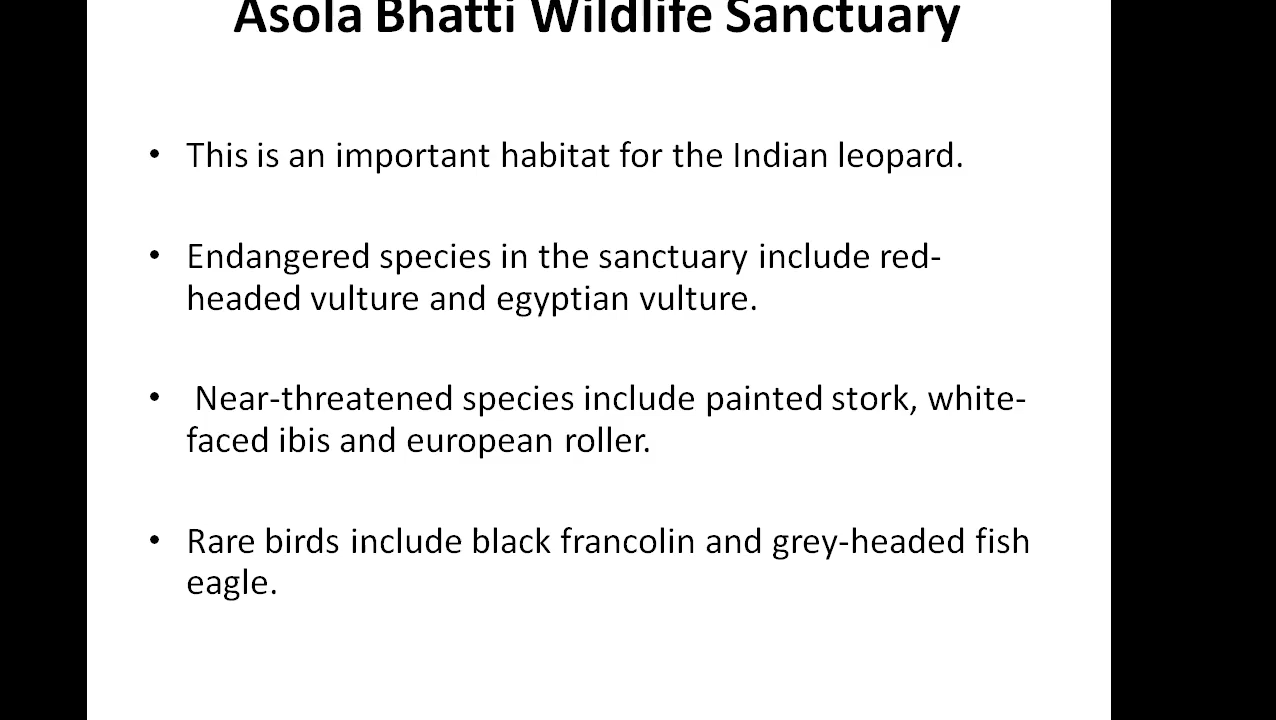 Asola Bhatti Wildlife Sanctuary
• This is an important habitat for the Indian leopard.
• Endangered species in the sanctuary include red-
headed vulture and egyptian vulture.
• Near-threatened species include painted stork, white-
faced ibis and european roller.
• Rare birds include black francolin and grey-headed fish
eagle.